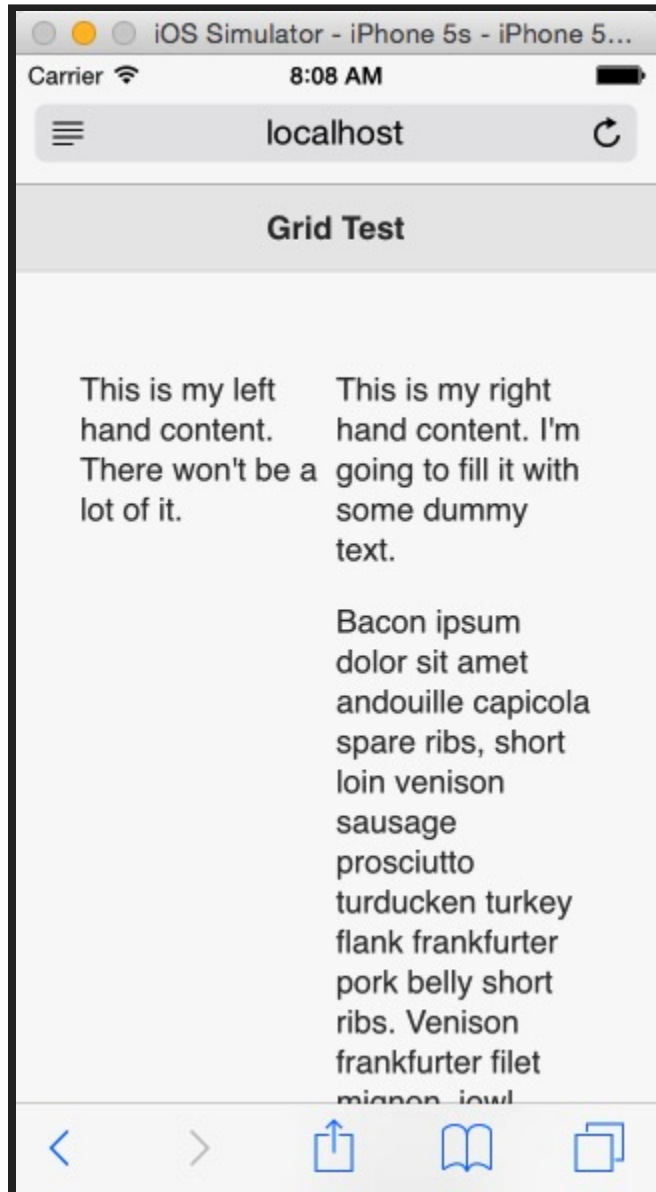 iOS Simulator - iPhone 5s - iPhone 5...
Carrier
8:08 AM
localhost
Grid Test
This is my left
hand content.
There won't be a
lot of it.
This is my right
hand content. I'm
going to fill it with
some dummy
text.
Bacon ipsum
dolor sit amet
andouille capicola
spare ribs, short
loin venison
sausage
prosciutto
turducken turkey
flank frankfurter
pork belly short
ribs. Venison
frankfurter filet
mignon, jowl